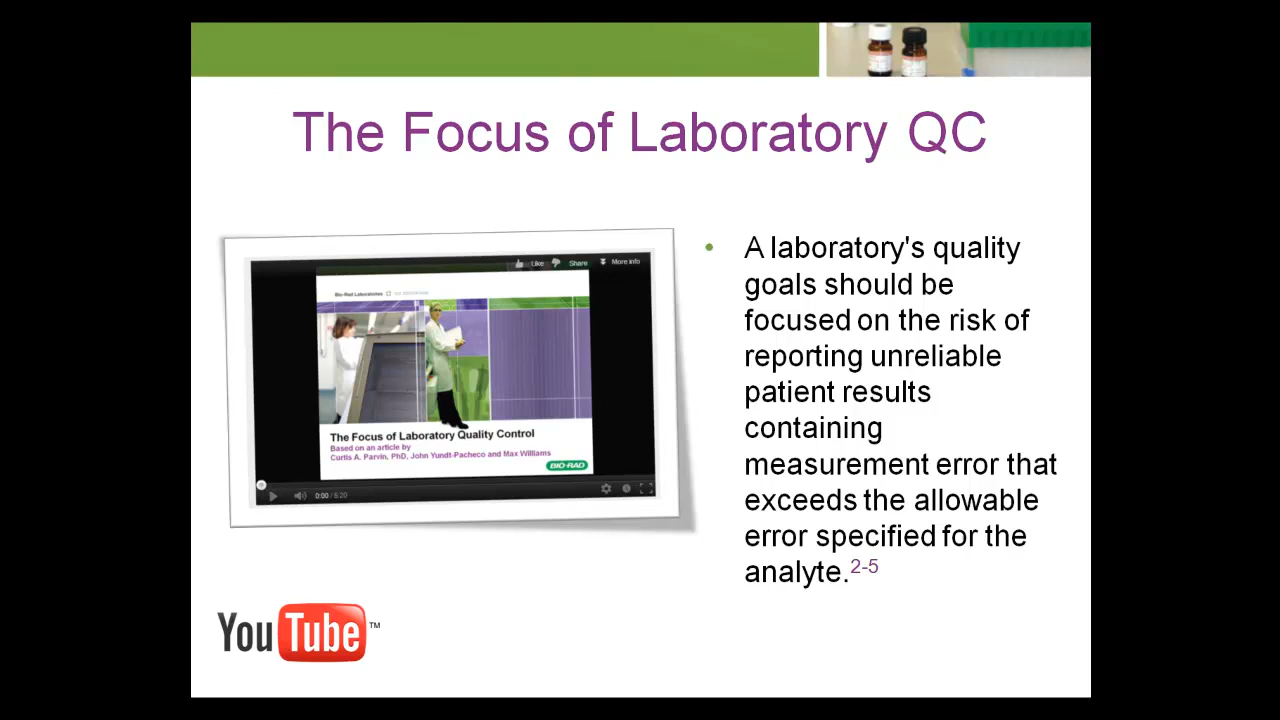 The Focus of Laboratory QC
Like Share More info
Bio-Rad Laboratories
The Focus of Laboratory Quality Control
Based on an article by
Curtis A. Parvin, PhD, John Yundt-Pacheco and Max Williams
BIO-RAD
0:00 / 5:20
• A laboratory's quality
goals should be
focused on the risk of
reporting unreliable
patient results
containing
measurement error that
exceeds the allowable
error specified for the
analyte.2-5
YouTube™